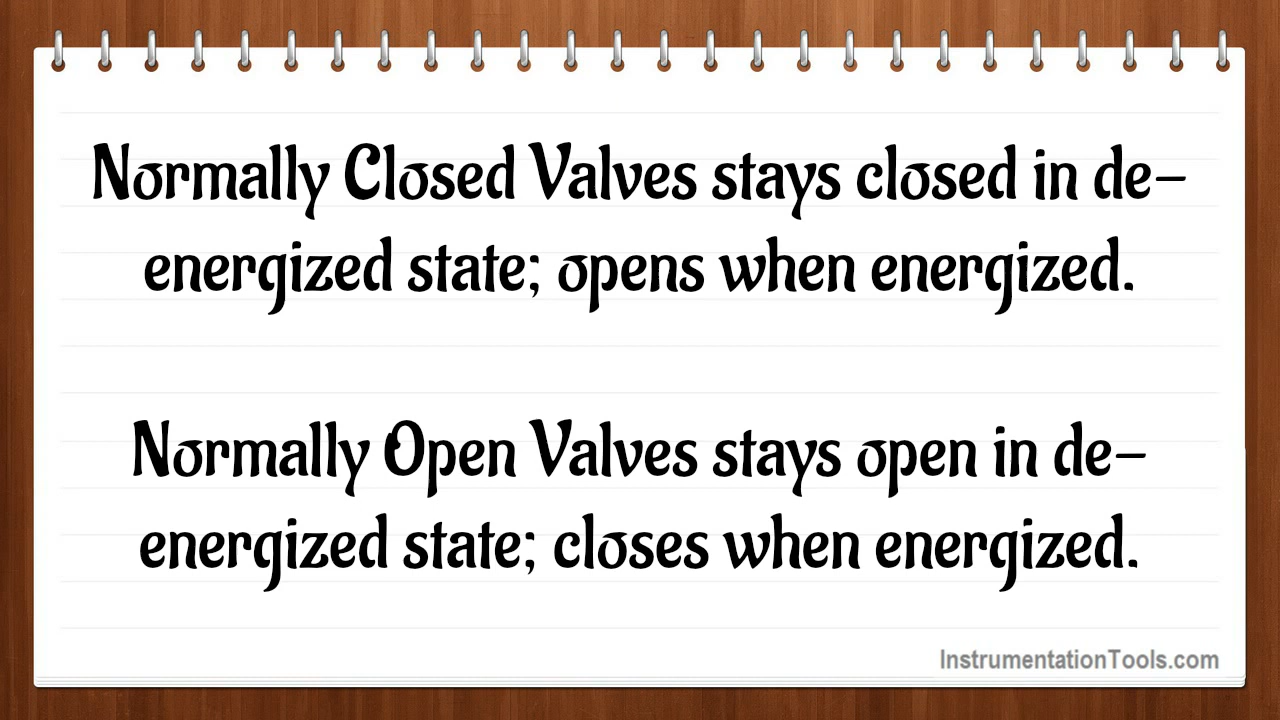 Normally Closed Valves stays closed in de-
energized state; opens when energized.
Normally Open Valves stays open in de-
energized state; closes when energized.
InstrumentationTools.com